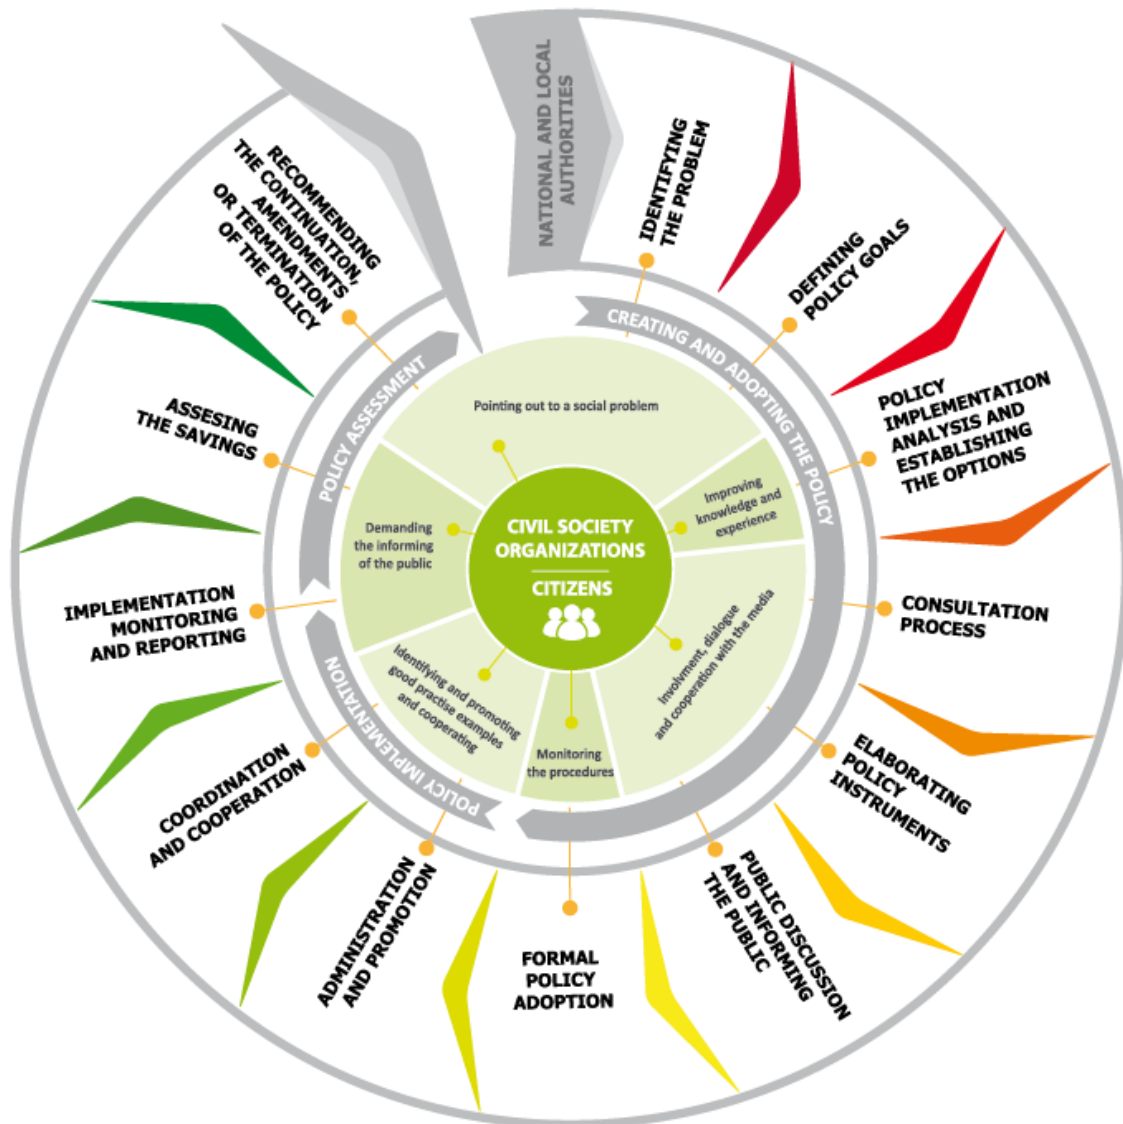 NATIONAL AND LOCAL
AUTHORITIES
IDENTIFYING
THE PROBLEM
DEFINING
POLICY GOALS
POLICY
IMPLEMENTATION
ANALYSIS AND
ESTABLISHING
THE OPTIONS
CONSULTATION
PROCESS
ELABORATING
POLICY
INSTRUMENTS
PUBLIC DISCUSSION
AND INFORMING
THE PUBLIC
FORMAL
POLICY
ADOPTION
ADMINISTRATION
AND PROMOTION
COORDINATION
AND COOPERATION
IMPLEMENTATION
MONITORING
AND REPORTING
ASSESING
THE SAVINGS
RECOMMENDING
THE CONTINUATION,
AMENDMENTS
OR TERMINATION
OF THE POLICY
CREATING AND ADOPTING THE POLICY
POLICY IMPLEMENTATION
POLICY ASSESSMENT
Pointing out to a social problem
Improving
knowledge and
experience
Involvment, dialogue
and cooperation with the media
Monitoring
the procedures
Identifying and promoting
good practise examples
and cooperating
Demanding
the informing
of the public
CIVIL SOCIETY
ORGANIZATIONS
CITIZENS